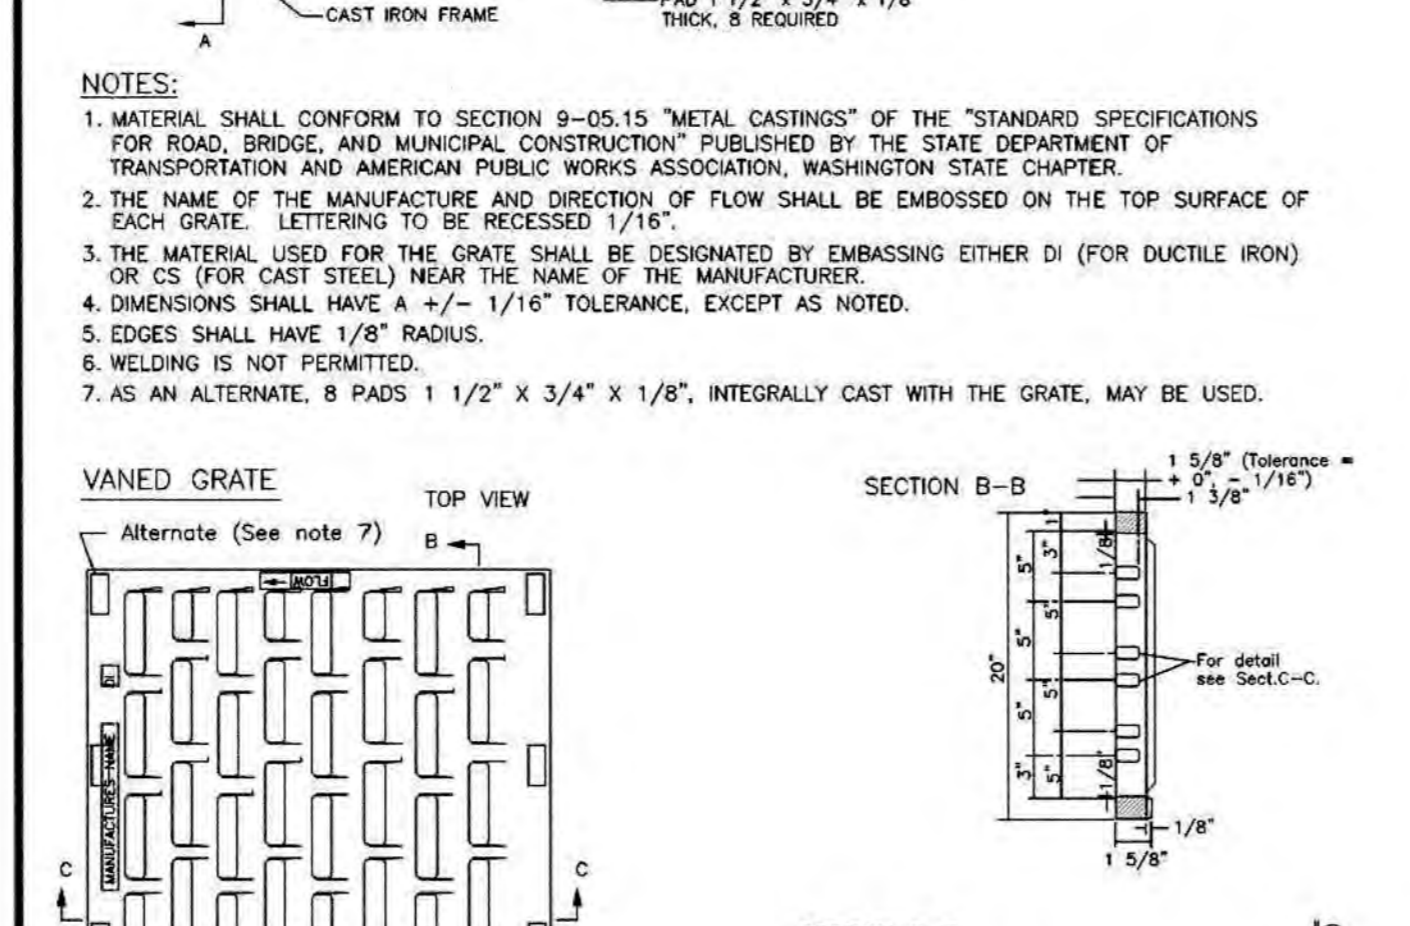 CAST IRON FRAME
PAD 1 1/2" X 3/4" X 1/8"
THICK, 8 REQUIRED
A
NOTES:
1. MATERIAL SHALL CONFORM TO SECTION 9-05.15 "METAL CASTINGS" OF THE "STANDARD SPECIFICATIONS
FOR ROAD, BRIDGE, AND MUNICIPAL CONSTRUCTION" PUBLISHED BY THE STATE DEPARTMENT OF
TRANSPORTATION AND AMERICAN PUBLIC WORKS ASSOCIATION, WASHINGTON STATE CHAPTER.
2. THE NAME OF THE MANUFACTURE AND DIRECTION OF FLOW SHALL BE EMBOSSED ON THE TOP SURFACE OF
EACH GRATE. LETTERING TO BE RECESSED 1/16".
3. THE MATERIAL USED FOR THE GRATE SHALL BE DESIGNATED BY EMBASSING EITHER DI (FOR DUCTILE IRON)
OR CS (FOR CAST STEEL) NEAR THE NAME OF THE MANUFACTURER.
4. DIMENSIONS SHALL HAVE A +/- 1/16" TOLERANCE, EXCEPT AS NOTED.
5. EDGES SHALL HAVE 1/8" RADIUS.
6. WELDING IS NOT PERMITTED.
7. AS AN ALTERNATE, 8 PADS 1 1/2" X 3/4" X 1/8", INTEGRALLY CAST WITH THE GRATE, MAY BE USED.
VANED GRATE
TOP VIEW
Alternate (See note 7)
B
FLOW
DI
MANUFACTURES NAME
C
C
SECTION B-B
1 5/8" (Tolerance =
+ 0", - 1/16")
1 3/8"
1"
3"
1/8"
5"
5"
5"
20"
5"
5"
3"
5"
1/8"
For detail
see Sect.C-C.
1/8"
1 5/8"